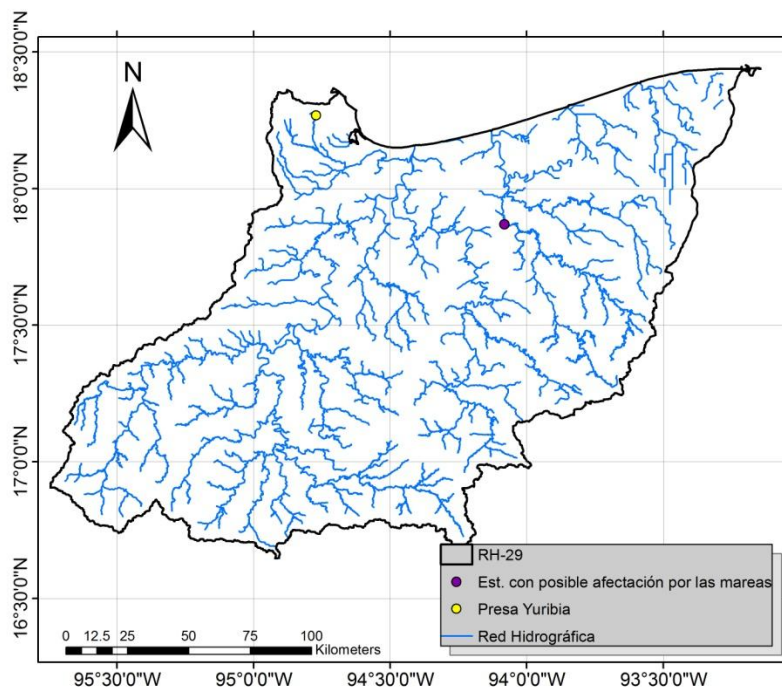 18°30'0"N
18°0'0"N
17°30'0"N
17°0'0"N
16°30'0"N
N
RH-29
Est. con posible afectación por las mareas
Presa Yuribia
Red Hidrográfica
0 12.5 25 50 75 100
Kilometers
95°30'0"W 95°0'0"W 94°30'0"W 94°0'0"W 93°30'0"W